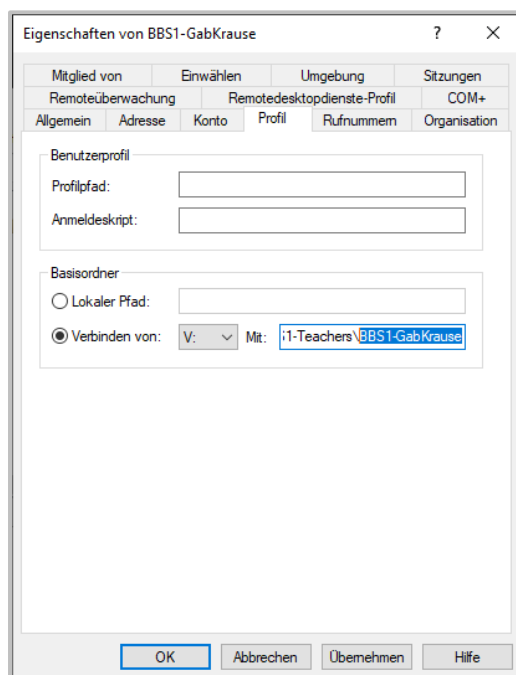 Eigenschaften von BBS1-GabKrause ? X
Mitglied von Einwählen Umgebung Sitzungen
Remoteüberwachung Remotedesktopdienste-Profil COM+
Allgemein Adresse Konto Profil Rufnummern Organisation
Benutzerprofil
Profilpfad:
Anmeldeskript:
Basisordner
Lokaler Pfad:
Verbinden von: V: Mit: 1-Teachers\BBS1-GabKrause
OK Abbrechen Übernehmen Hilfe